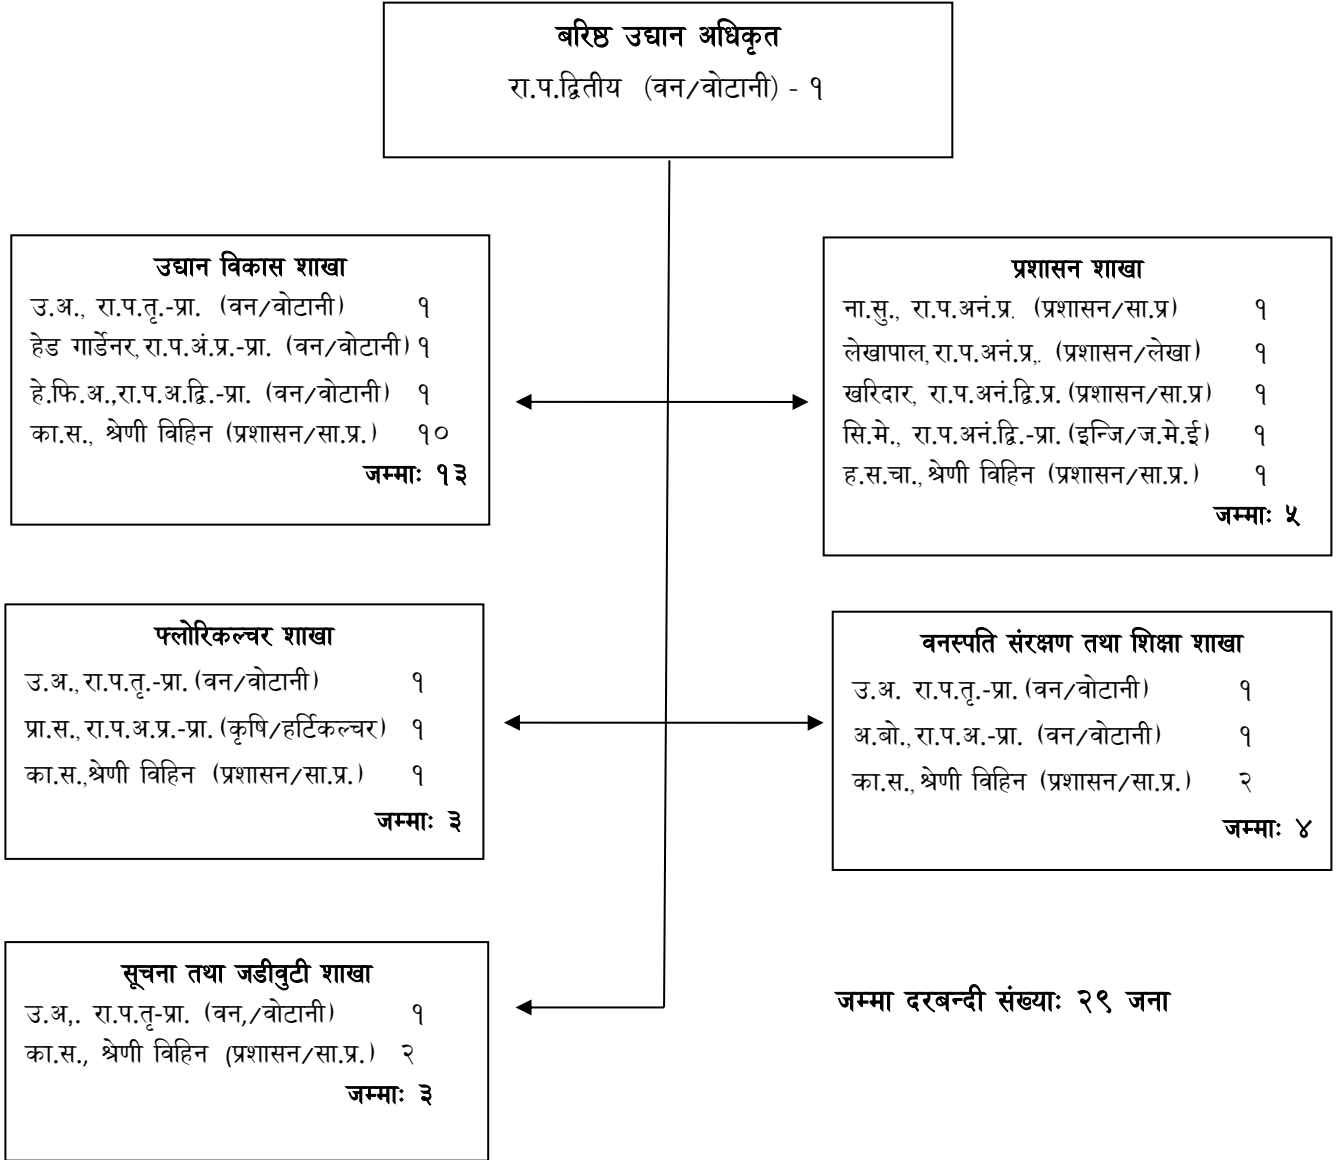 बरिष्ठ उद्यान अधिकृत
रा.प.द्वितीय (वन/वोटानी) - १
उद्यान विकास शाखा
उ.अ., रा.प.तृ.-प्रा. (वन/वोटानी) १
हेड गार्डेनर, रा.प.अं.प्र.-प्रा. (वन/वोटानी) १
हे.फि.अ.,रा.प.अ.द्वि.-प्रा. (वन/वोटानी) १
का.स., श्रेणी विहिन (प्रशासन/सा.प्र.) १०
जम्माः १३
प्रशासन शाखा
ना.सु., रा.प.अनं.प्र. (प्रशासन/सा.प्र) १
लेखापाल, रा.प.अनं.प्र,. (प्रशासन/लेखा) १
खरिदार, रा.प.अनं.द्वि.प्र. (प्रशासन/सा.प्र) १
सि.मे., रा.प.अनं.द्वि.-प्रा. (इन्जि/ज.मे.ई) १
ह.स.चा., श्रेणी विहिन (प्रशासन/सा.प्र.) १
जम्माः ५
फ्लोरिकल्चर शाखा
उ.अ., रा.प.तृ.-प्रा. (वन/वोटानी) १
प्रा.स., रा.प.अ.प्र.-प्रा. (कृषि/हर्टिकल्चर) १
का.स.,श्रेणी विहिन (प्रशासन/सा.प्र.) १
जम्माः ३
वनस्पति संरक्षण तथा शिक्षा शाखा
उ.अ. रा.प.तृ.-प्रा. (वन/वोटानी) १
अ.बो., रा.प.अ.-प्रा. (वन/वोटानी) १
का.स., श्रेणी विहिन (प्रशासन/सा.प्र.) २
जम्माः ४
सूचना तथा जडीवुटी शाखा
उ.अ,. रा.प.तृ-प्रा. (वन,/वोटानी) १
का.स., श्रेणी विहिन (प्रशासन/सा.प्र.) २
जम्माः ३
जम्मा दरबन्दी संख्याः २९ जना